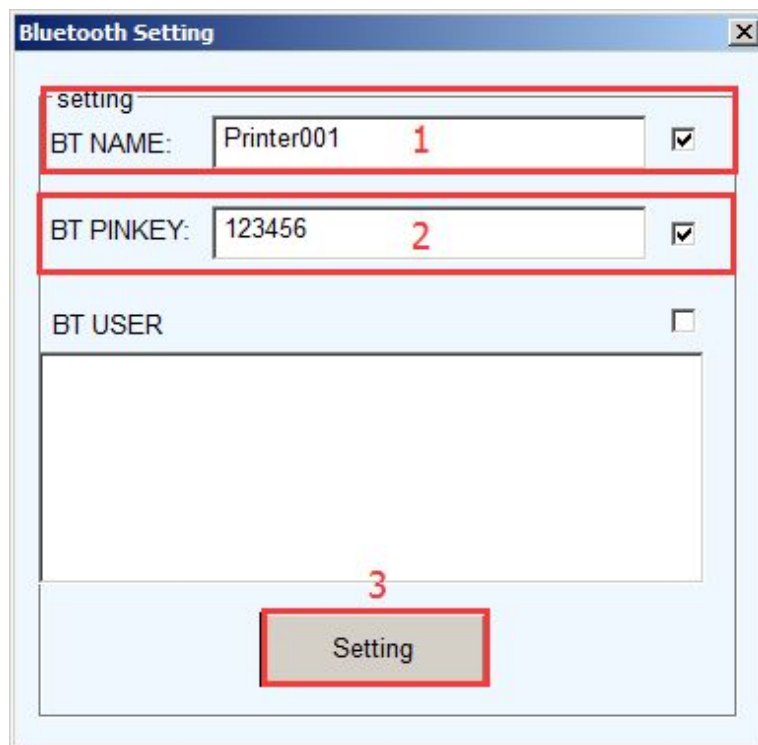 Bluetooth Setting
setting
BT NAME: Printer001 1
BT PINKEY: 123456 2
BT USER
3
Setting